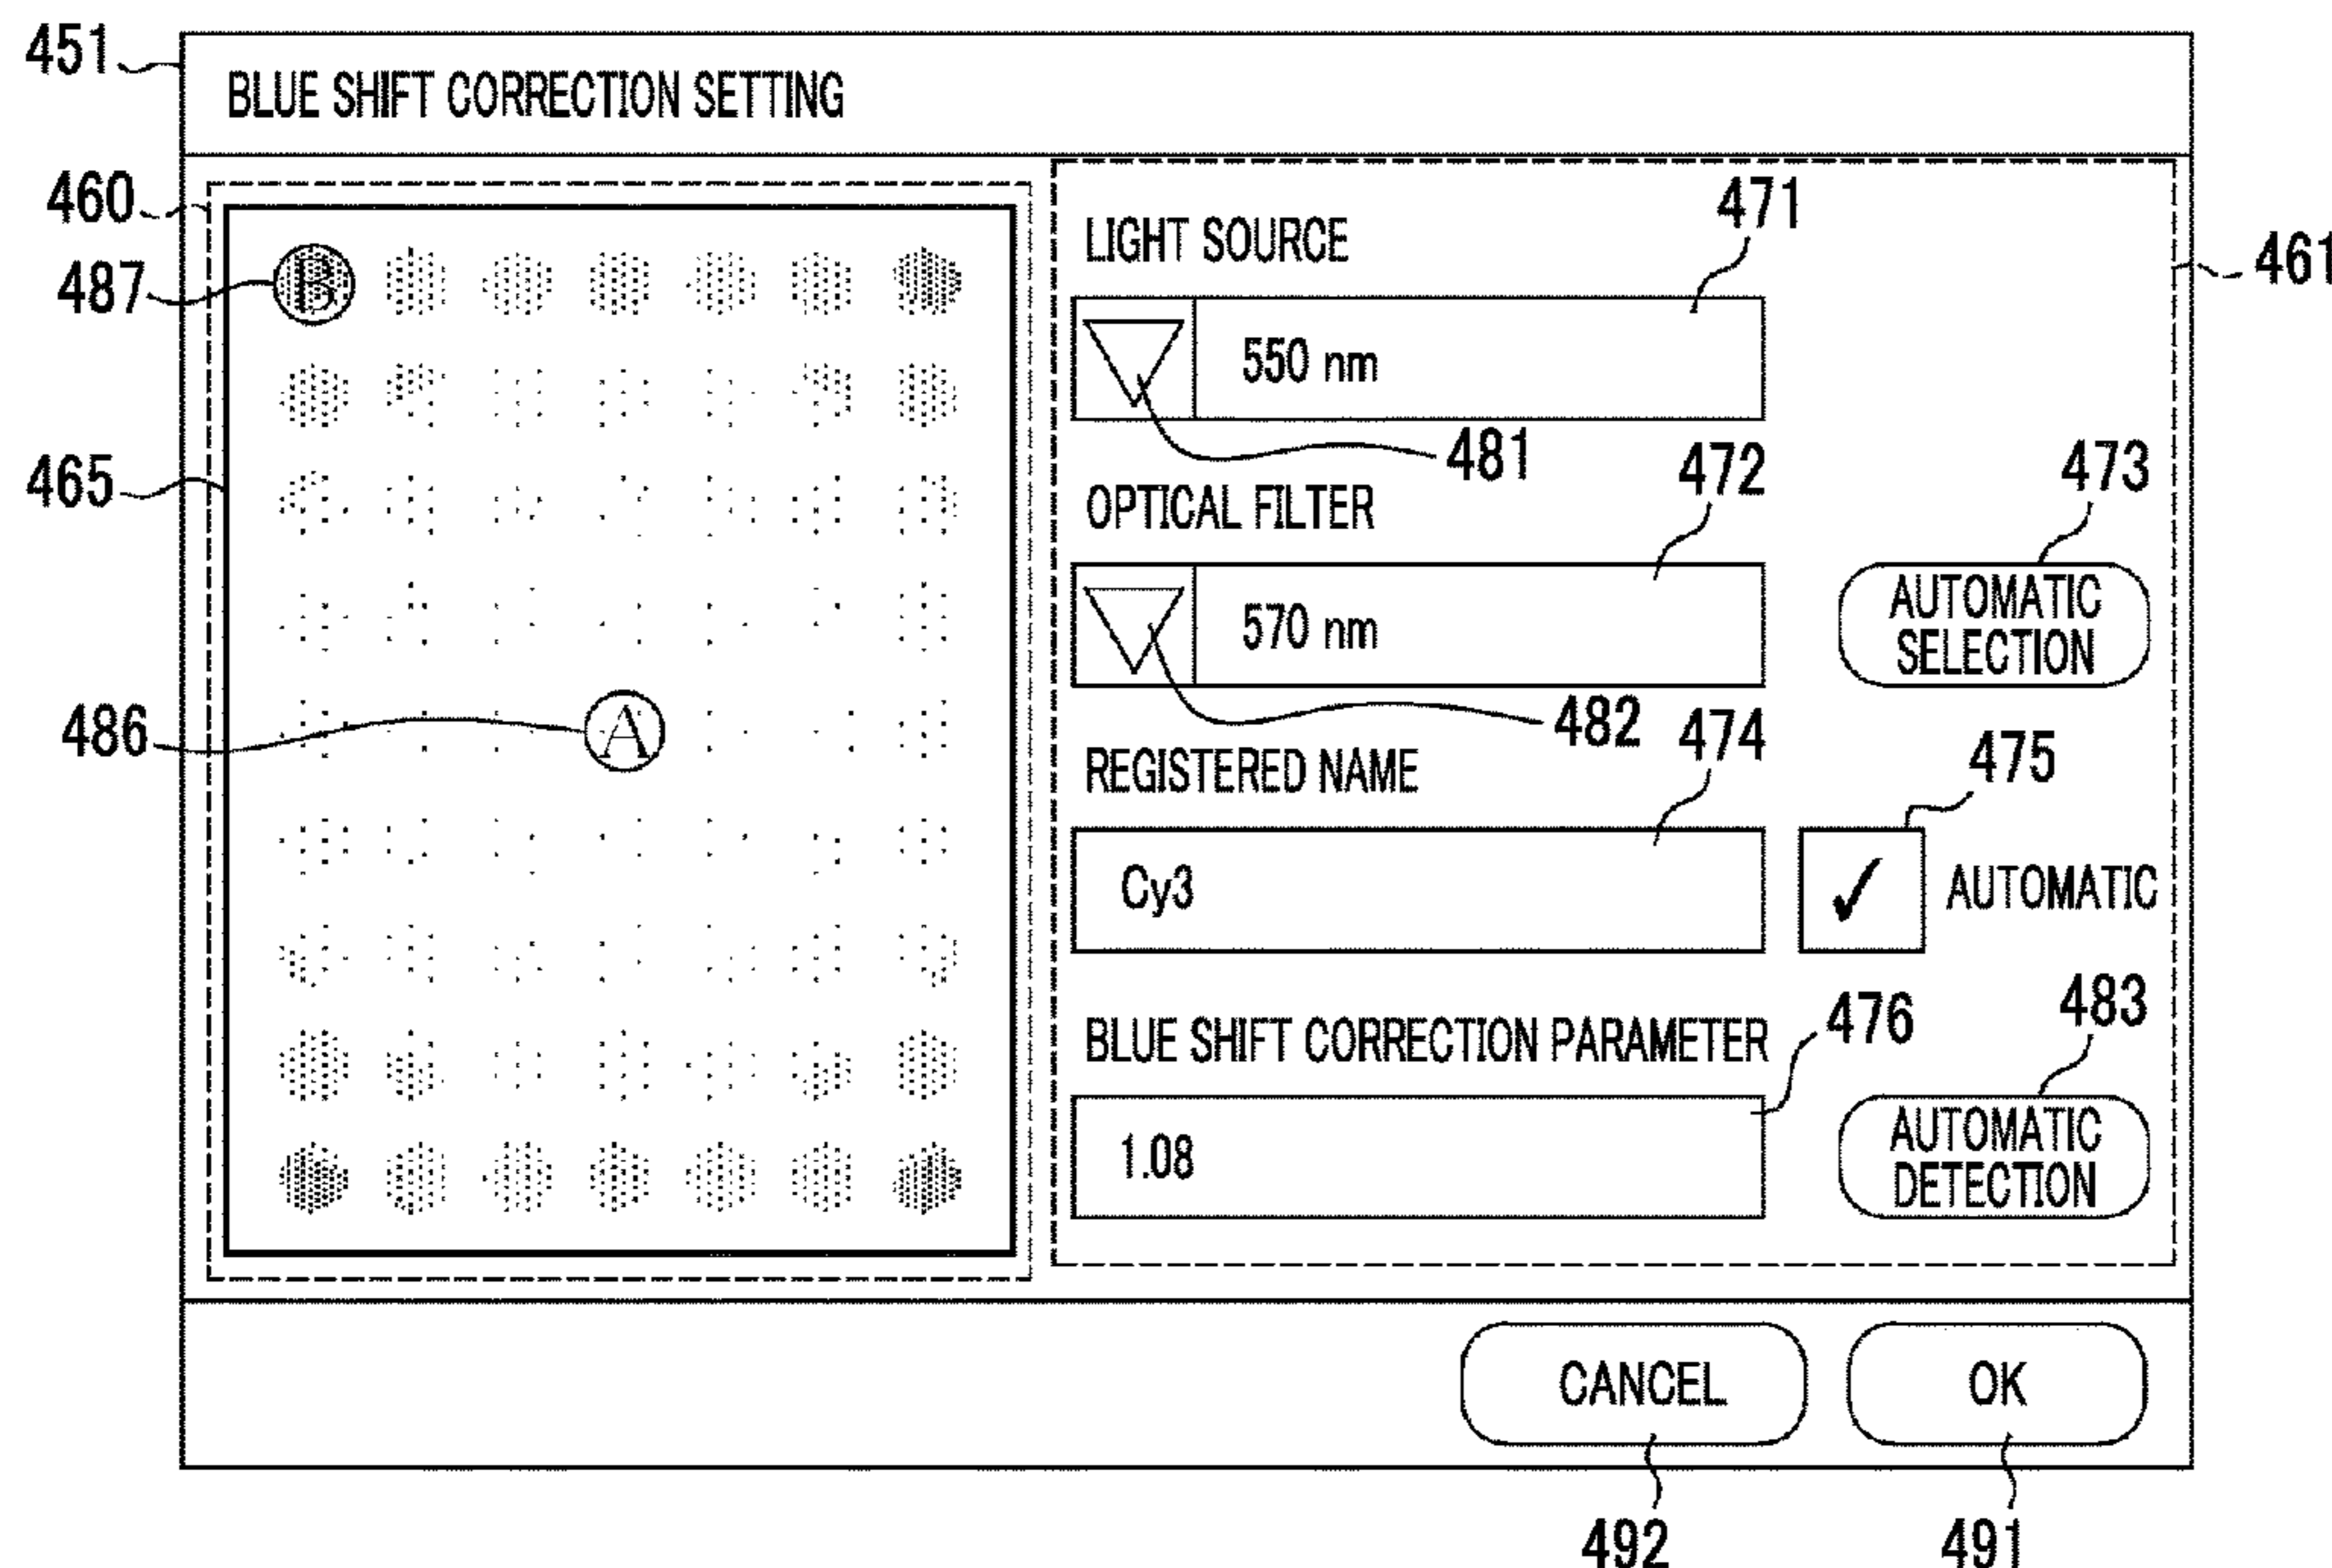 451
BLUE SHIFT CORRECTION SETTING
460
487
B
465
486
A
LIGHT SOURCE
471
461
550 nm
481
OPTICAL FILTER
472
473
570 nm
AUTOMATIC
SELECTION
482
REGISTERED NAME
474
475
Cy3
✓
AUTOMATIC
BLUE SHIFT CORRECTION PARAMETER
476
483
1.08
AUTOMATIC
DETECTION
CANCEL
OK
492
491